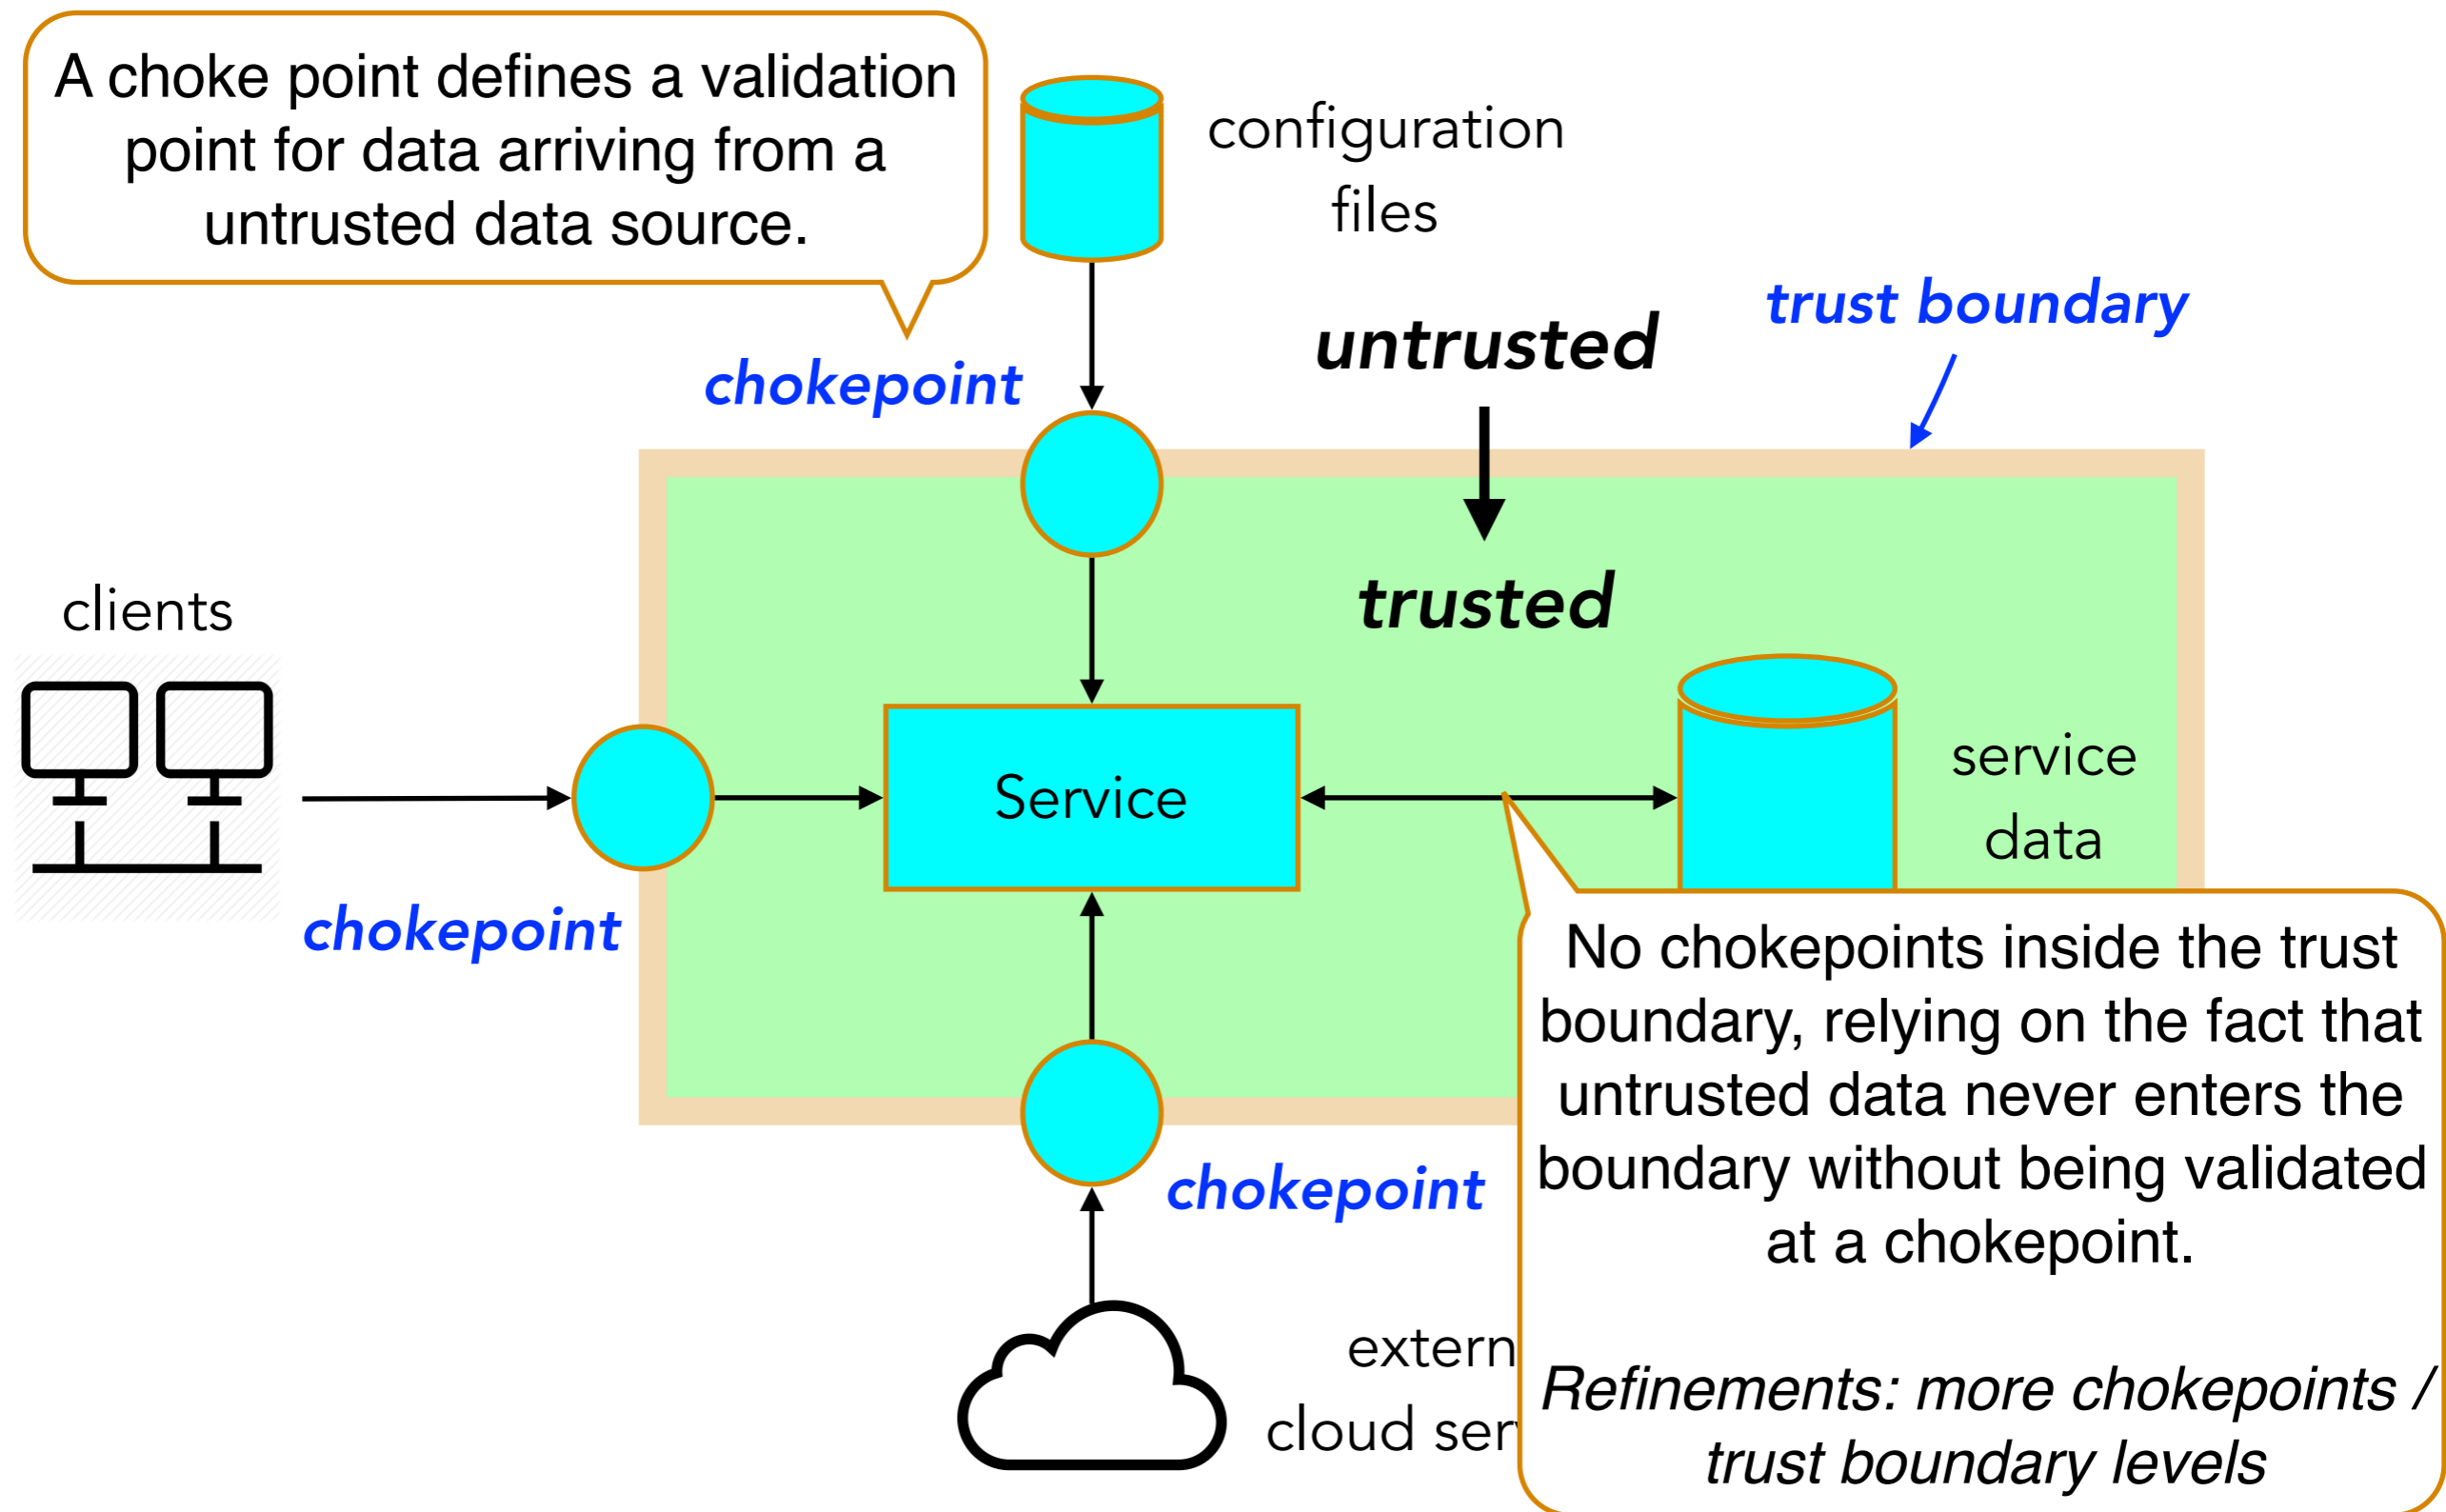 A choke point defines a validation
point for data arriving from a
untrusted data source.
configuration
files
trust boundary
untrusted
chokepoint
trusted
clients
Service
service
data
chokepoint
No chokepoints inside the trust
boundary, relying on the fact that
untrusted data never enters the
boundary without being validated
at a chokepoint.
chokepoint
cloud
Refinements: more chokepoints /
trust boundary levels